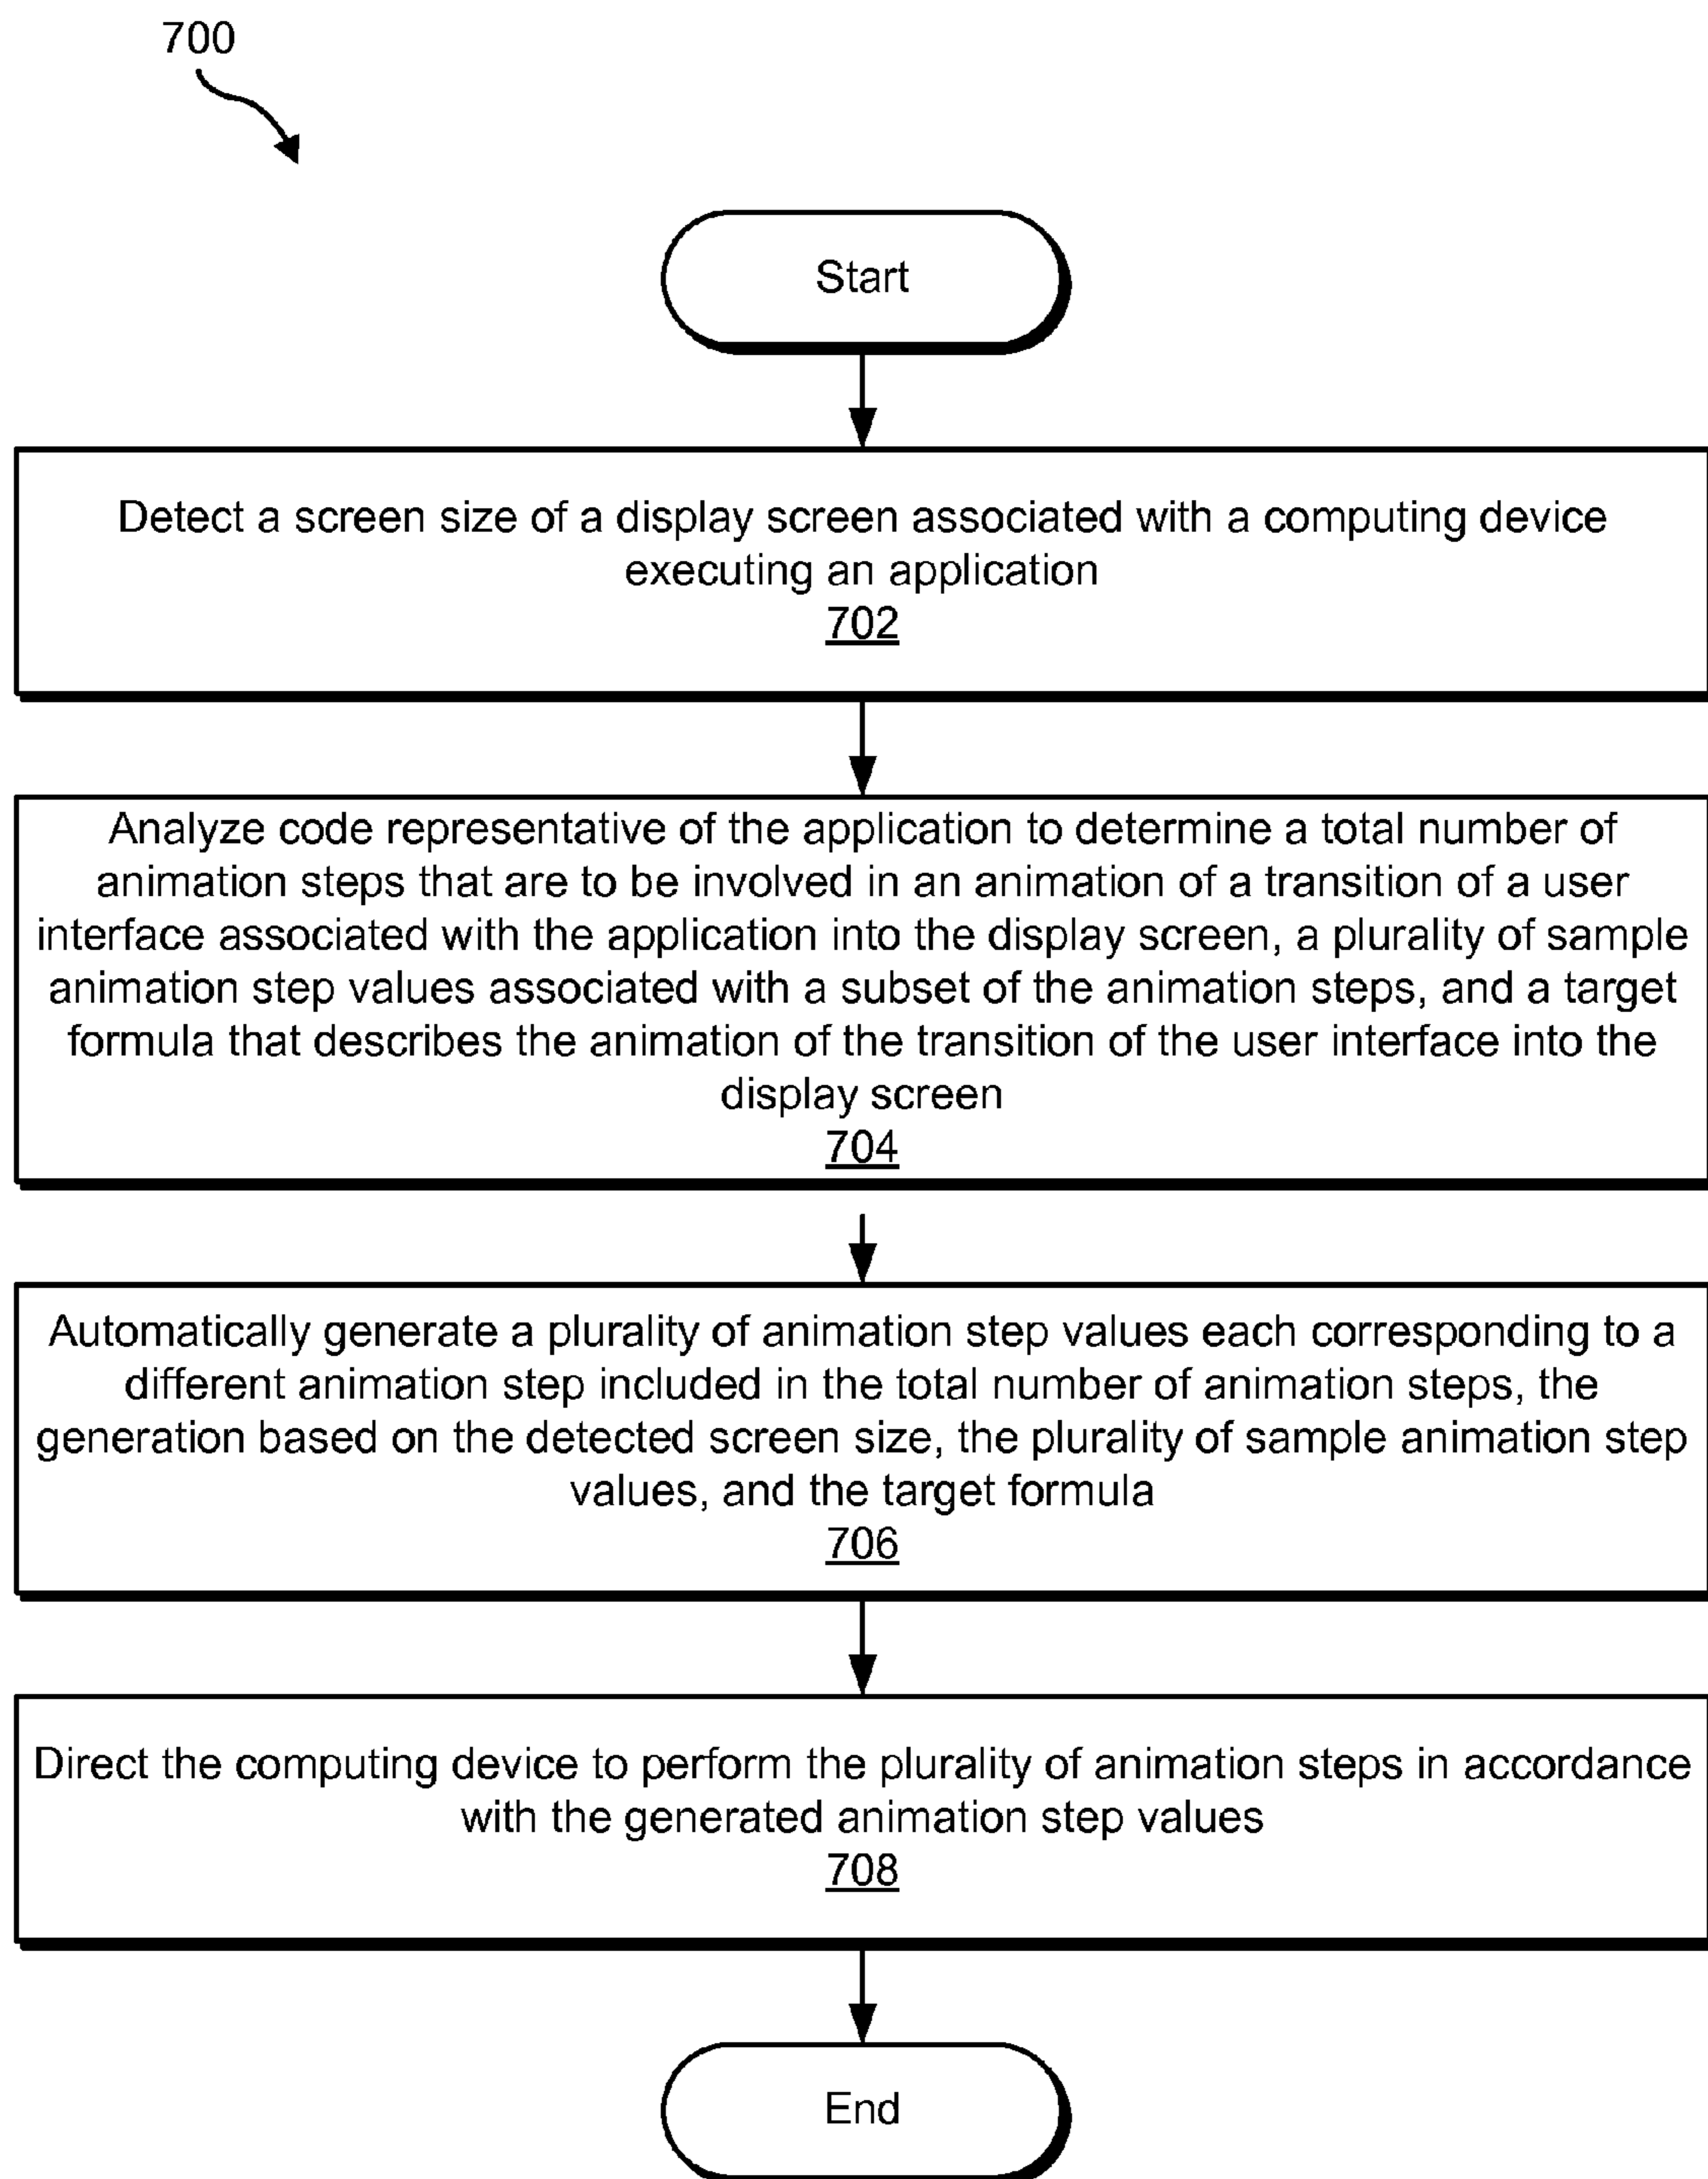 700
Start
Detect a screen size of a display screen associated with a computing device
executing an application
702
Analyze code representative of the application to determine a total number of
animation steps that are to be involved in an animation of a transition of a user
interface associated with the application into the display screen, a plurality of sample
animation step values associated with a subset of the animation steps, and a target
formula that describes the animation of the transition of the user interface into the
display screen
704
Automatically generate a plurality of animation step values each corresponding to a
different animation step included in the total number of animation steps, the
generation based on the detected screen size, the plurality of sample animation step
values, and the target formula
706
Direct the computing device to perform the plurality of animation steps in accordance
with the generated animation step values
708
End